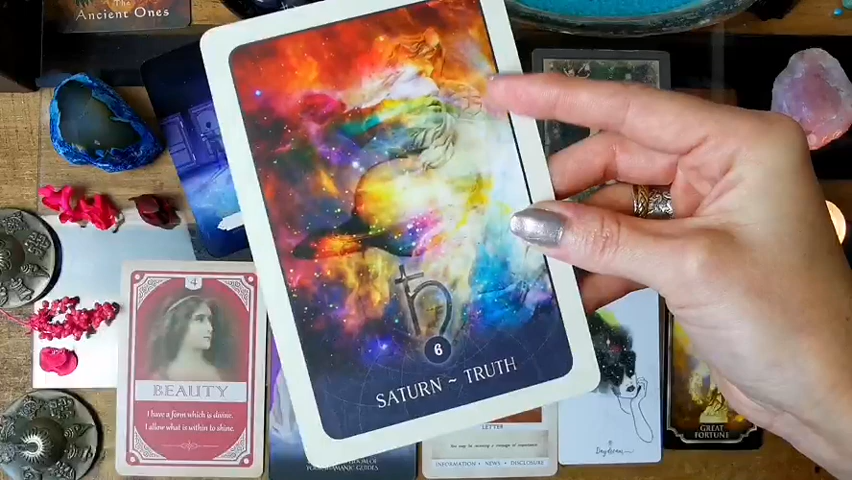 The Ancient Ones
6
SATURN ~ TRUTH
4
BEAUTY
I have a form which is divine.
I allow what is within to shine.
LETTER
INFORMATION • NEWS • DISCLOSURE
Daydream
GREAT
FORTUNE